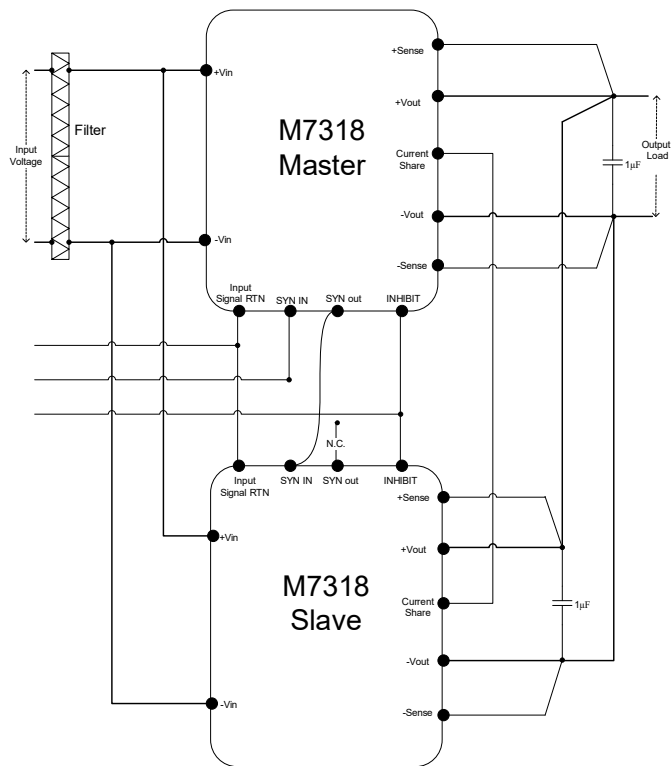 +Sense
+Vin
+Vout
Filter
M7318
Master
Input
Voltage
Current
Share
1µF
Output
Load
-Vin
-Vout
-Sense
Input
Signal RTN
SYN IN
SYN out
INHIBIT
N.C.
Input
Signal RTN
SYN IN
SYN out
INHIBIT
+Sense
+Vin
+Vout
M7318
Slave
Current
Share
1µF
-Vout
-Vin
-Sense